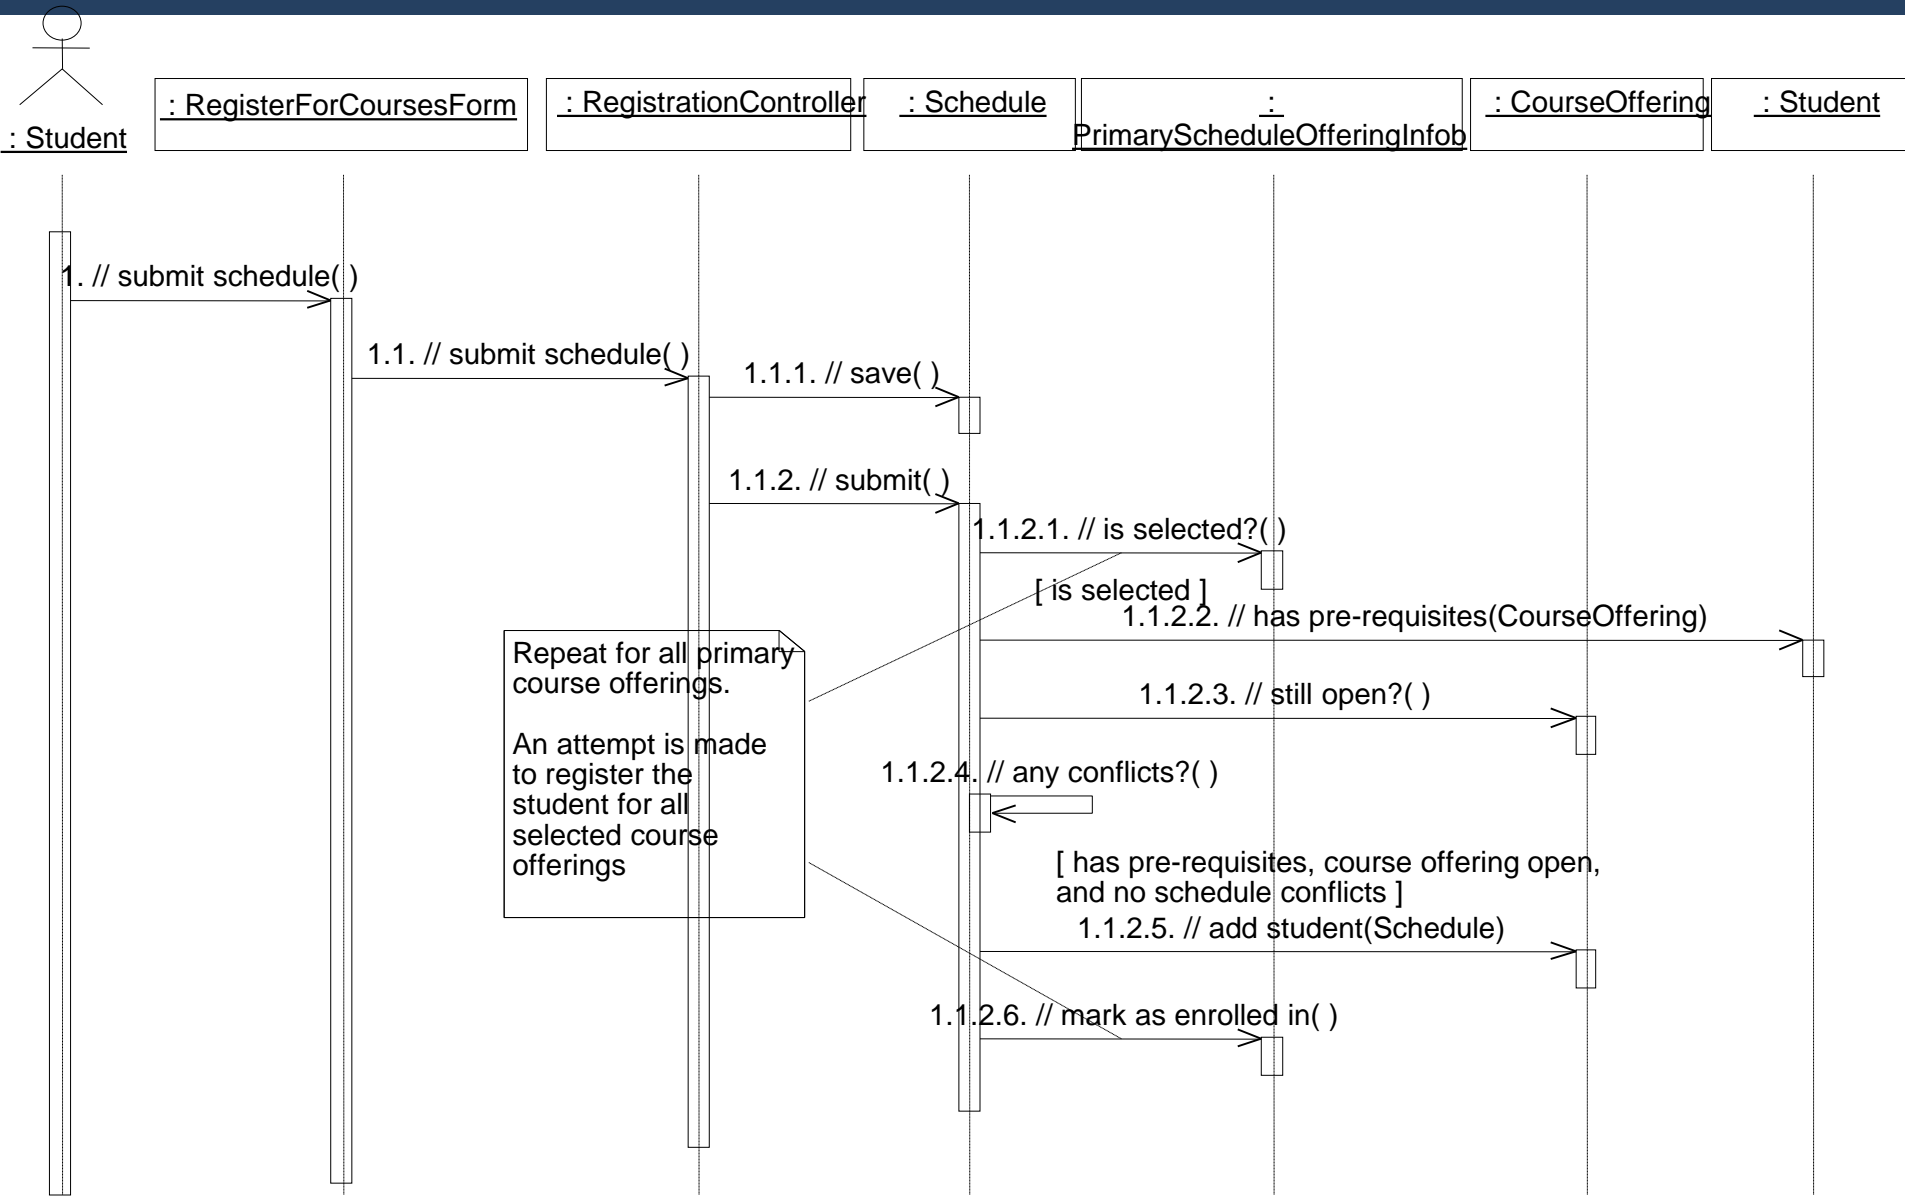 : Student
: RegisterForCoursesForm
: RegistrationController
: Schedule
:
PrimaryScheduleOfferingInfob
: CourseOffering
: Student
1. // submit schedule( )
1.1. // submit schedule( )
1.1.1. // save( )
1.1.2. // submit( )
1.1.2.1. // is selected?( )
[ is selected ]
1.1.2.2. // has pre-requisites(CourseOffering)
Repeat for all primary
course offerings.
An attempt is made
to register the
student for all
selected course
offerings
1.1.2.3. // still open?( )
1.1.2.4. // any conflicts?( )
[ has pre-requisites, course offering open,
and no schedule conflicts ]
1.1.2.5. // add student(Schedule)
1.1.2.6. // mark as enrolled in( )